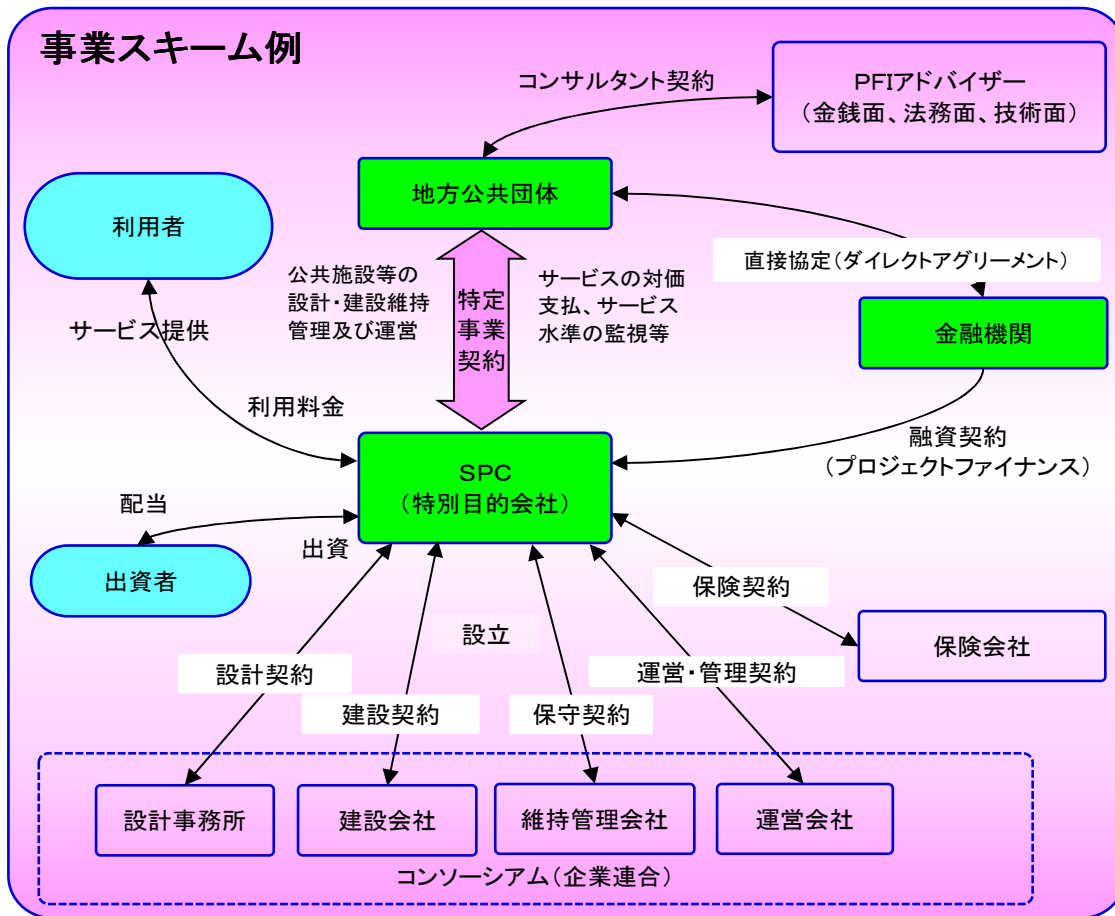 事業スキーム例
コンサルタント契約
PFIアドバイザー
（金銭面、法務面、技術面）
地方公共団体
利用者
直接協定（ダイレクトアグリーメント）
公共施設等の
設計・建設維持
管理及び運営
特定
事業
契約
サービスの対価
支払、サービス
水準の監視等
サービス提供
金融機関
利用料金
融資契約
（プロジェクトファイナンス）
SPC
（特別目的会社）
配当
出資
出資者
保険契約
設立
保険会社
設計契約
運営・管理契約
建設契約
保守契約
設計事務所
建設会社
維持管理会社
運営会社
コンソーシアム（企業連合）